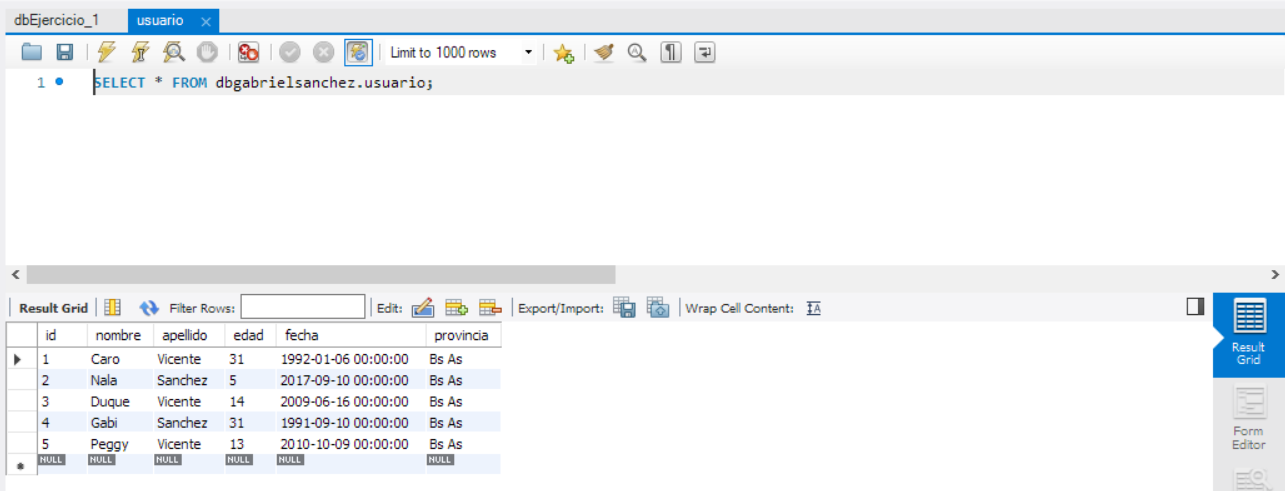 dbEjercicio_1 usuario
Limit to 1000 rows
1 SELECT * FROM dbgabrielsanchez.usuario;
Result Grid Filter Rows: Edit: Export/Import: Wrap Cell Content:
id nombre apellido edad fecha provincia
1 Caro Vicente 31 1992-01-06 00:00:00 Bs As
2 Nala Sanchez 5 2017-09-10 00:00:00 Bs As
3 Duque Vicente 14 2009-06-16 00:00:00 Bs As
4 Gabi Sanchez 31 1991-09-10 00:00:00 Bs As
5 Peggy Vicente 13 2010-10-09 00:00:00 Bs As
NULL NULL NULL NULL NULL NULL
Result
Grid
Form
Editor